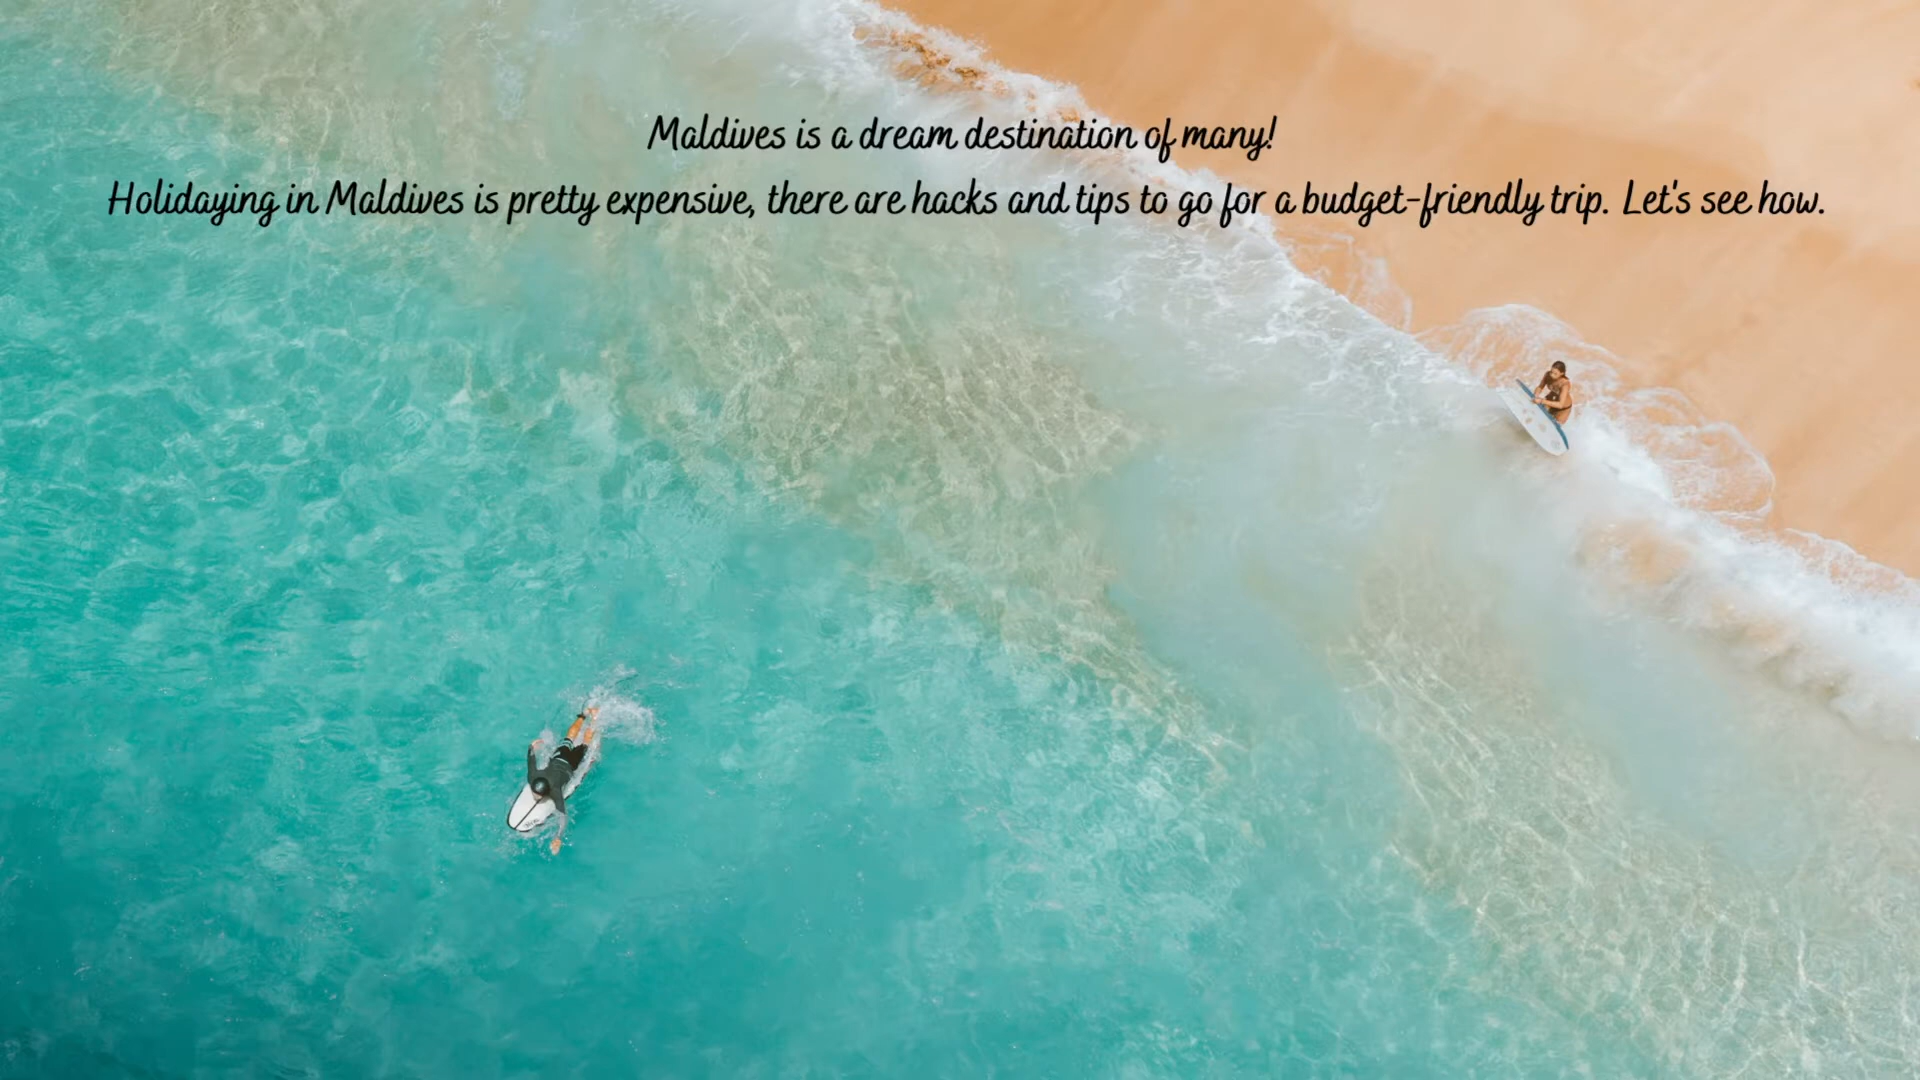 Maldives is a dream destination of many!
Holidaying in Maldives is pretty expensive, there are hacks and tips to go for a budget-friendly trip. Let's see how.